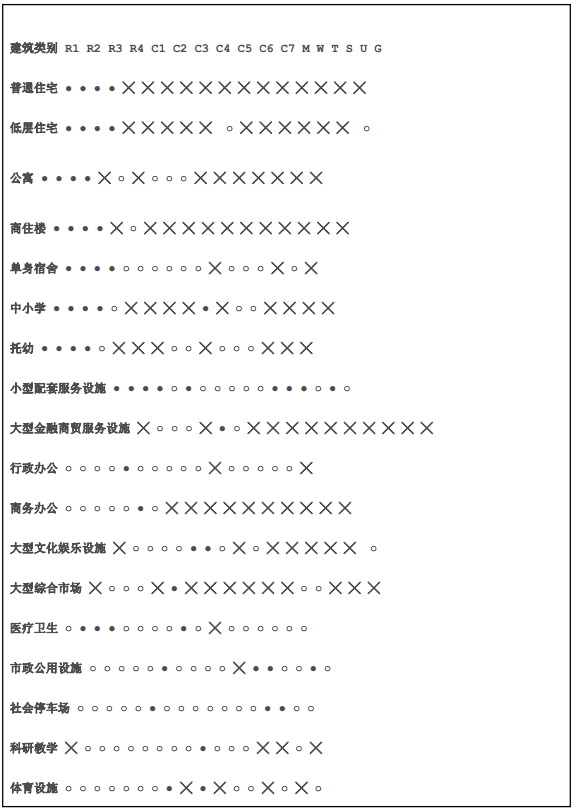 建筑类别 R1 R2 R3 R4 C1 C2 C3 C4 C5 C6 C7 M W T S U G
普通住宅 ● ● ● ● × × × × × × × × × × × × ×
低层住宅 ● ● ● ● × × × × × ○ × × × × × × ○
公寓 ● ● ● ● × ○ × ○ ○ ○ × × × × × × ×
商住楼 ● ● ● ● × ○ × × × × × × × × × × ×
单身宿舍 ● ● ● ● ○ ○ ○ ○ ○ ○ × ○ ○ ○ × ○ ×
中小学 ● ● ● ● ○ × × × × ● × ○ ○ × × × ×
托幼 ● ● ● ● ○ × × × ○ ○ × ○ ○ ○ × × ×
小型配套服务设施 ● ● ● ● ○ ● ○ ○ ○ ○ ○ ● ● ● ○ ● ○
大型金融商贸服务设施 × ○ ○ ○ × ● ○ × × × × × × × × × ×
行政办公 ○ ○ ○ ○ ● ○ ○ ○ ○ ○ × ○ ○ ○ ○ ○ ×
商务办公 ○ ○ ○ ○ ○ ● ○ × × × × × × × × × ×
大型文化娱乐设施 × ○ ○ ○ ○ ● ● ○ × ○ × × × × × ○
大型综合市场 × ○ ○ ○ × ● × × × × × × ○ ○ × × ×
医疗卫生 ○ ● ● ● ○ ○ ○ ○ ● ○ × ○ ○ ○ ○ ○ ○
市政公用设施 ○ ○ ○ ○ ○ ● ○ ○ ○ ○ × ● ● ○ ○ ● ○
社会停车场 ○ ○ ○ ○ ○ ● ○ ○ ○ ○ ○ ○ ○ ● ● ○ ○
科研教学 × ○ ○ ○ ○ ○ ○ ○ ○ ● ○ ○ ○ × × ○ ×
体育设施 ○ ○ ○ ○ ○ ○ ○ ● × ● × ○ ○ × ○ × ○